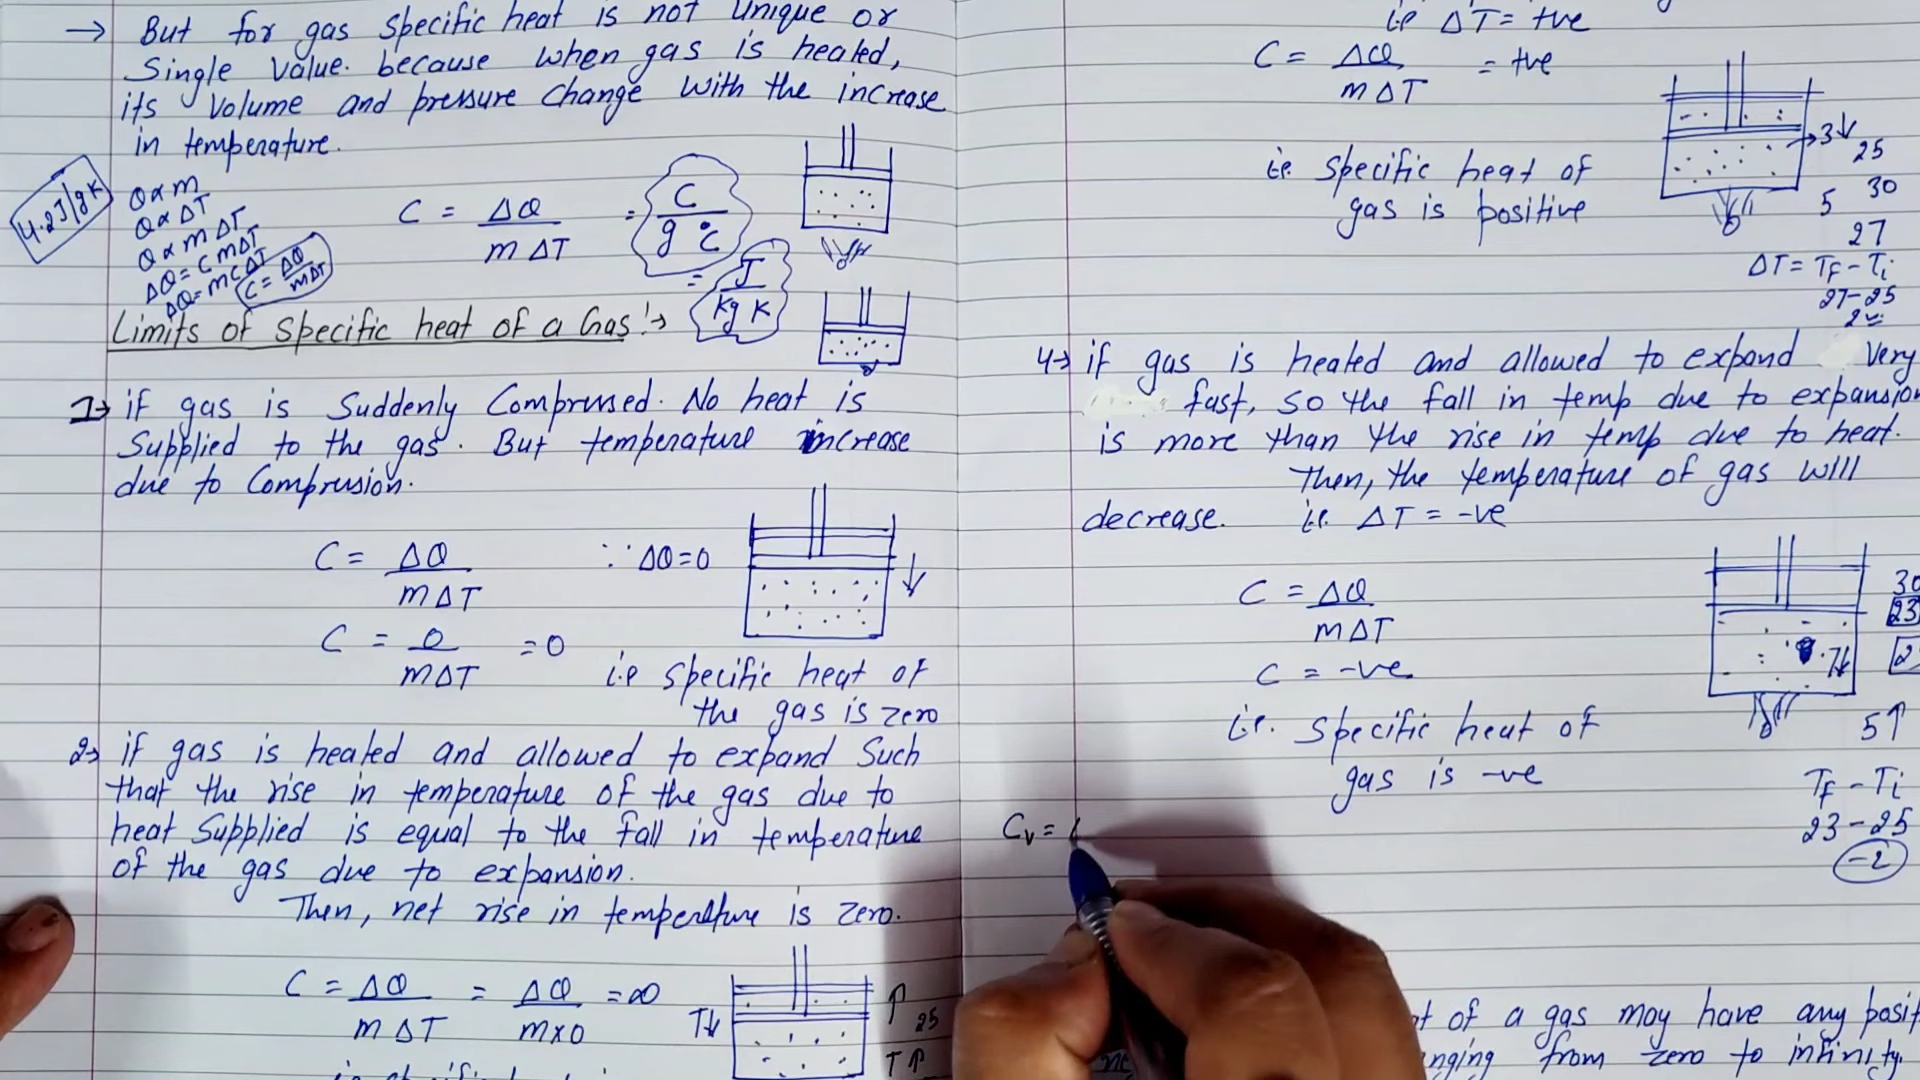 → But for gas specific heat is not unique or
Single value. because when gas is heated,
its volume and pressure change with the increase
in temperature.
4.2J/g K
Q∝m
Q∝ΔT
Q∝mΔT
ΔQ=CmΔT
ΔQ=mCΔT
C=ΔQ/mΔT
C = ΔQ/mΔT = C/g °C
= J/kg K
Limits of specific heat of a Gas:→
1→ if gas is Suddenly Compressed. No heat is
Supplied to the gas. But temperature increase
due to Compression.
C = ΔQ/mΔT ∵ ΔQ=0
C = 0/mΔT =0
i.e specific heat of
the gas is zero
2→ if gas is heated and allowed to expand Such
that the rise in temperature of the gas due to
heat Supplied is equal to the fall in temperature
of the gas due to expansion.
Then, net rise in temperature is zero.
C = ΔQ/mΔT = ΔQ/m×0 =∞
T↓
↑
25
T↑
i.e ΔT= +ve
C = ΔQ/mΔT = +ve
i.e. specific heat of
gas is positive
→3↓
25
5 30
27
ΔT = Tf - Ti
27-25
2
4→ if gas is heated and allowed to expand Very
fast, so the fall in temp due to expansion
is more than the rise in temp due to heat.
Then, the temperature of gas will
decrease. i.e. ΔT = -ve
C = ΔQ/mΔT
C = -ve
i.e. specific heat of
gas is -ve
30
23
T↓
5↑
Tf - Ti
23-25
-2
Cv =
of a gas may have any
from zero to infinity.